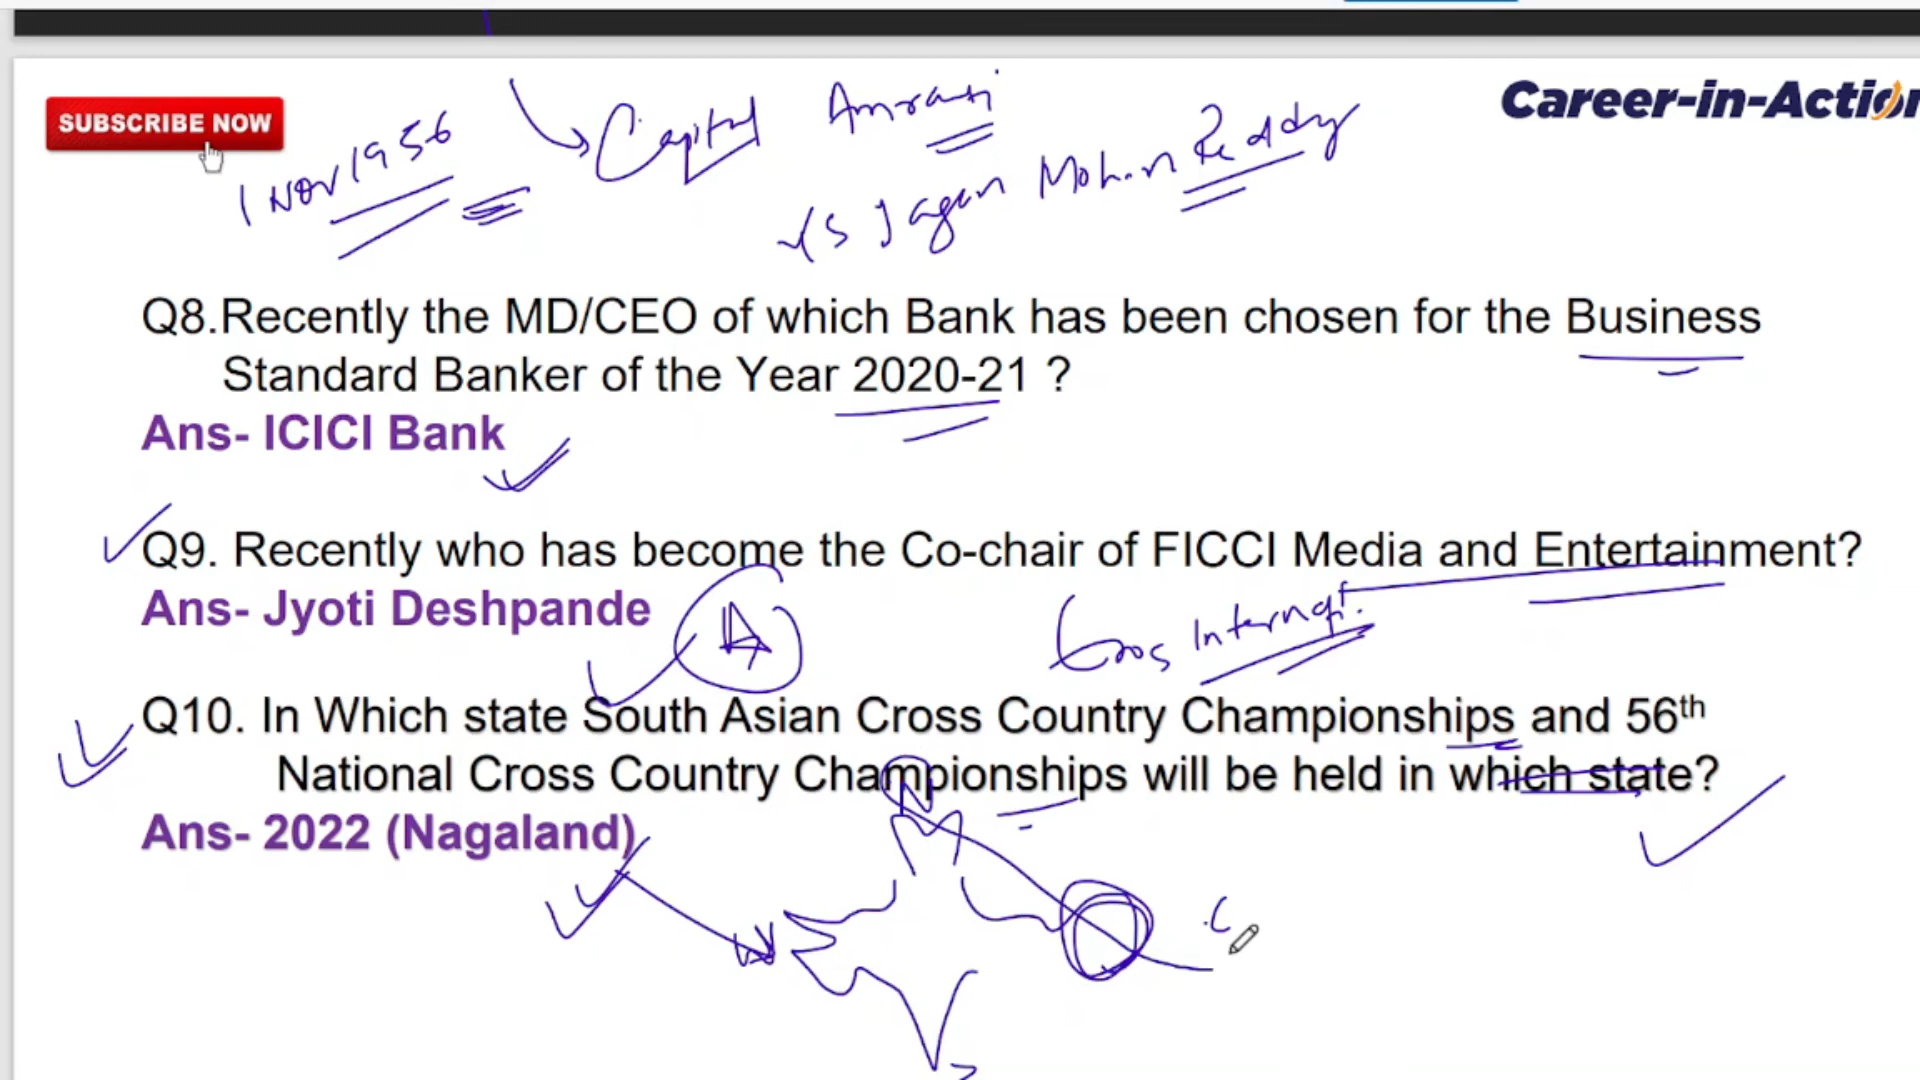 SUBSCRIBE NOW
Career-in-Action
1 Nov 1956
Capital
YS Jagan Mohan Reddy
Q8.Recently the MD/CEO of which Bank has been chosen for the Business
Standard Banker of the Year 2020-21 ?
Ans- ICICI Bank
Q9. Recently who has become the Co-chair of FICCI Media and Entertainment?
Ans- Jyoti Deshpande
Eros Internat.
Q10. In Which state South Asian Cross Country Championships and 56th
National Cross Country Championships will be held in which state?
Ans- 2022 (Nagaland)
N
W